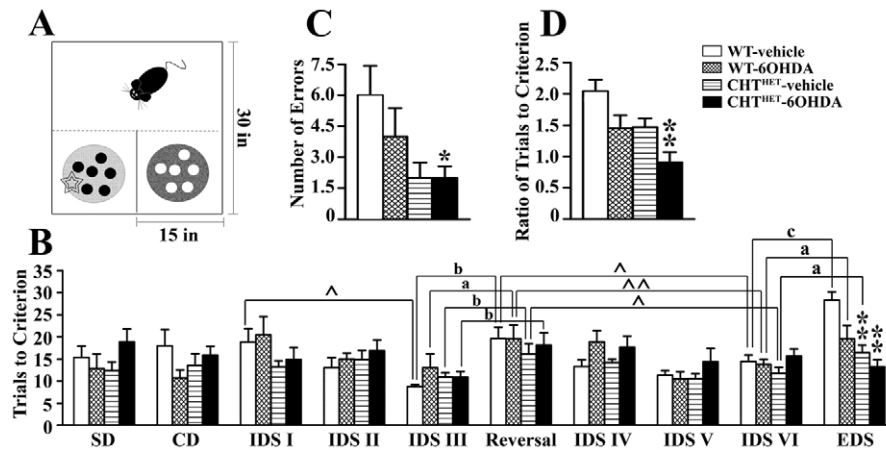 A
30 in
15 in
C
Number of Errors
7.5
6.0
4.5
3.0
1.5
0
*
D
Ratio of Trials to Criterion
2.5
2.0
1.5
1.0
0.5
0
**
WT-vehicle
WT-6OHDA
CHTHET-vehicle
CHTHET-6OHDA
B
Trials to Criterion
35
30
25
20
15
10
5
0
^
b
a
b
b
^
^^
^
c
a
a
**
**
SD CD IDS I IDS II IDS III Reversal IDS IV IDS V IDS VI EDS